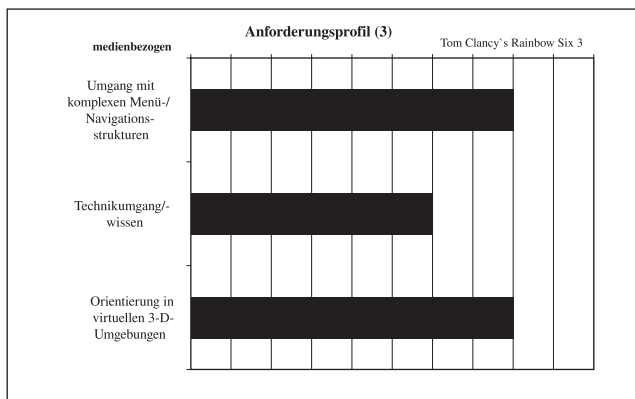 Anforderungsprofil (3)
medienbezogen
Tom Clancy`s Rainbow Six 3
Umgang mit
komplexen Menü-/
Navigations-
strukturen
Technikumgang/-
wissen
Orientierung in
virtuellen 3-D-
Umgebungen